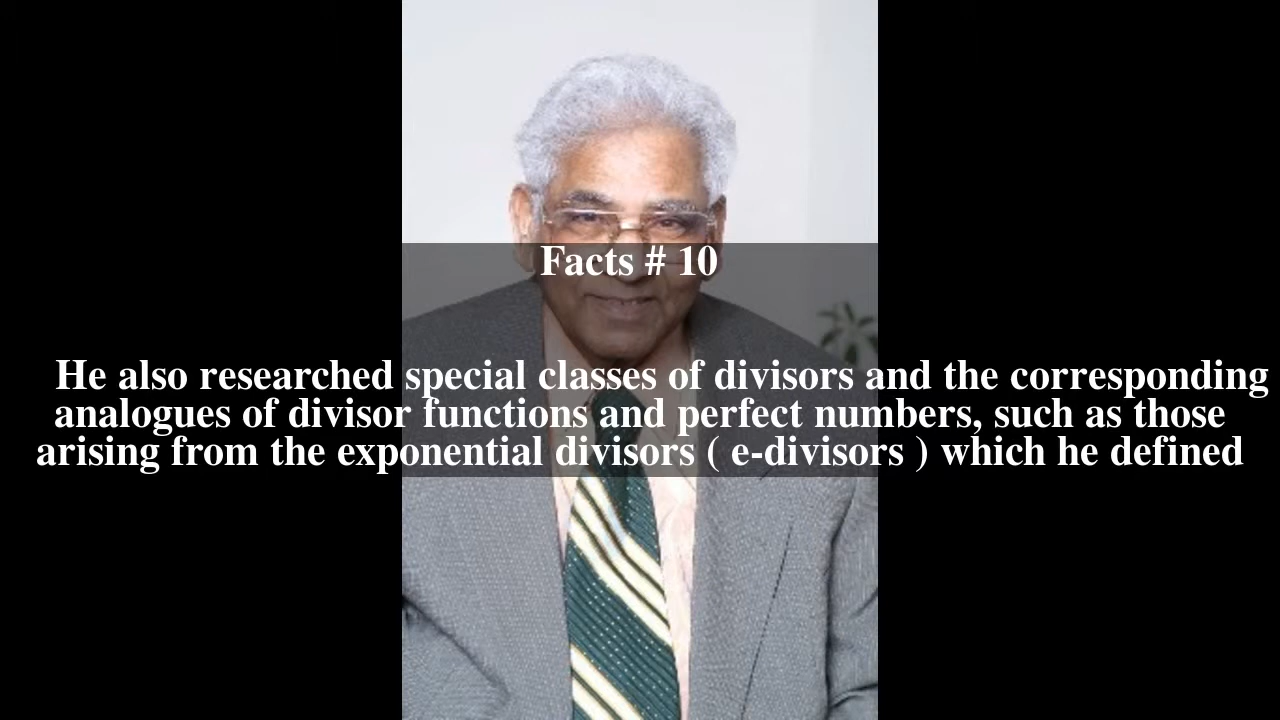 Facts # 10
He also researched special classes of divisors and the corresponding
analogues of divisor functions and perfect numbers, such as those
arising from the exponential divisors ( e-divisors ) which he defined